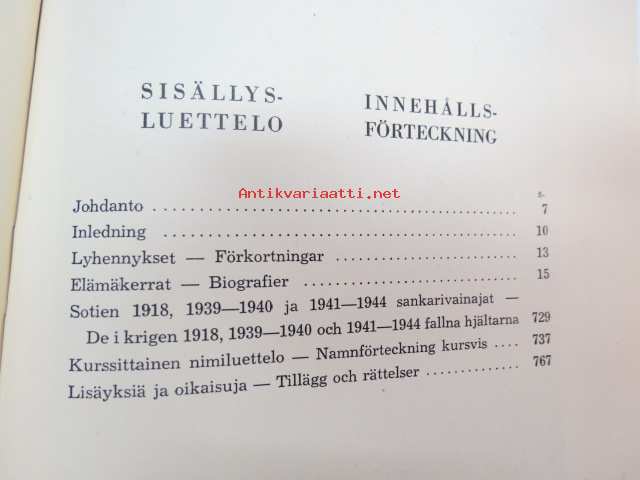 SISÄLLYS-
LUETTELO
INNEHÅLLS-
FÖRTECKNING
Antikvariaatti.net
Johdanto 7
Inledning 10
Lyhennykset — Förkortningar 13
Elämäkerrat — Biografier 15
Sotien 1918, 1939—1940 ja 1941—1944 sankarivainajat —
De i krigen 1918, 1939—1940 och 1941—1944 fallna hjältarna 729
Kurssittainen nimiluettelo — Namnförteckning kursvis 737
Lisäyksiä ja oikaisuja — Tillägg och rättelser 767